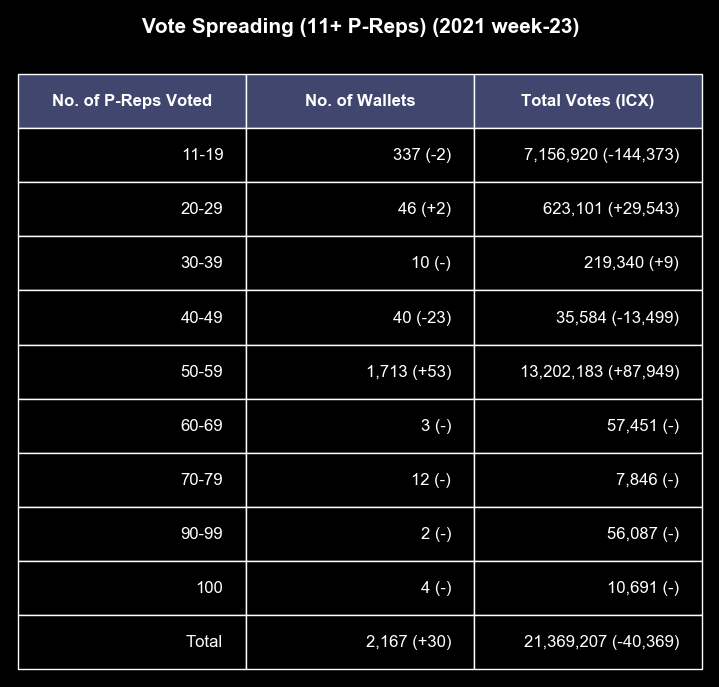 Vote Spreading (11+ P-Reps) (2021 week-23)
No. of P-Reps Voted No. of Wallets Total Votes (ICX)
11-19 337 (-2) 7,156,920 (-144,373)
20-29 46 (+2) 623,101 (+29,543)
30-39 10 (-) 219,340 (+9)
40-49 40 (-23) 35,584 (-13,499)
50-59 1,713 (+53) 13,202,183 (+87,949)
60-69 3 (-) 57,451 (-)
70-79 12 (-) 7,846 (-)
90-99 2 (-) 56,087 (-)
100 4 (-) 10,691 (-)
Total 2,167 (+30) 21,369,207 (-40,369)